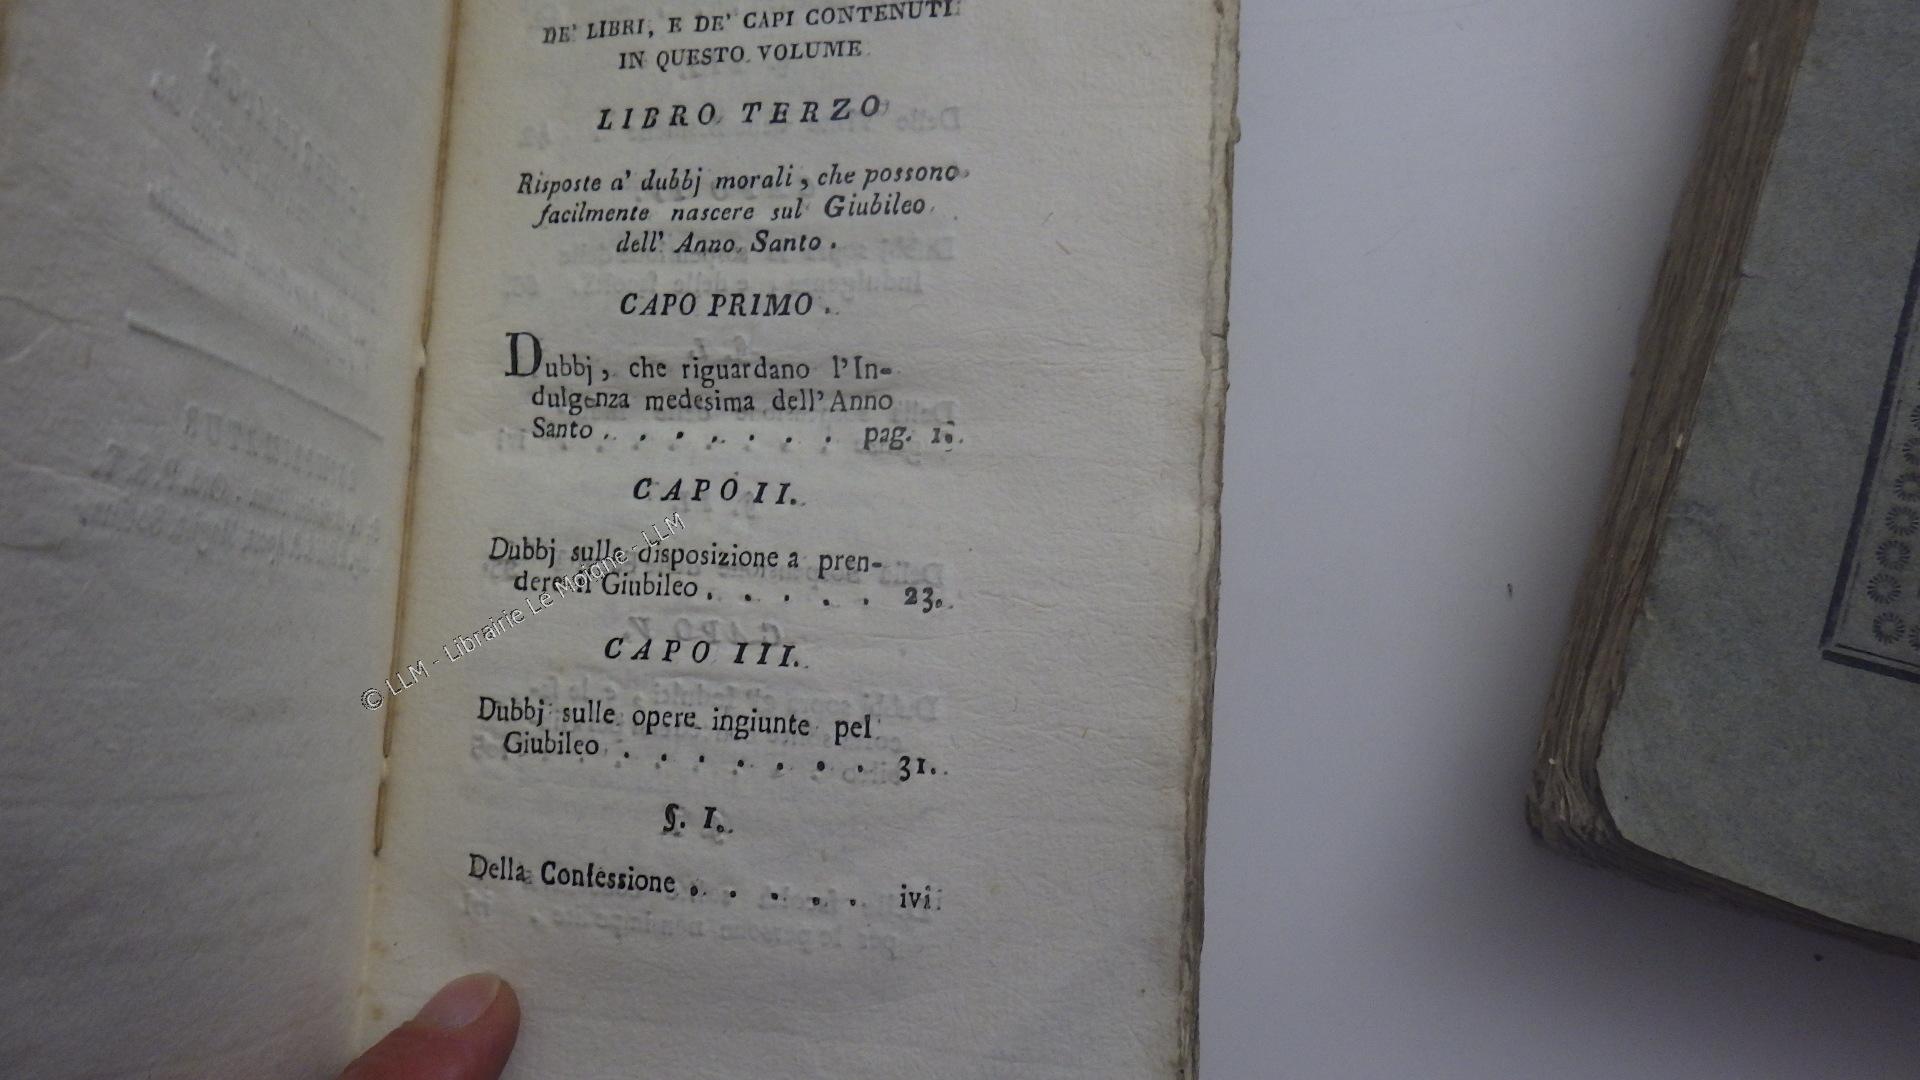 DE' LIBRI, E DE' CAPI CONTENUTI
IN QUESTO VOLUME
LIBRO TERZO
Risposte a' dubbj morali, che possono
facilmente nascere sul Giubileo
dell' Anno Santo.
CAPO PRIMO.
Dubbj, che riguardano l'In-
dulgenza medesima dell' Anno
Santo . . . . . . . pag. 1.
CAPO II.
Dubbj sulle disposizione a pren-
dere il Giubileo . . . . . 23.
CAPO III.
Dubbj sulle opere ingiunte pel
Giubileo . . . . . . . 31.
§. I.
Della Confessione . . . . . ivi
© LLM - Librairie Le Moigne - LLM